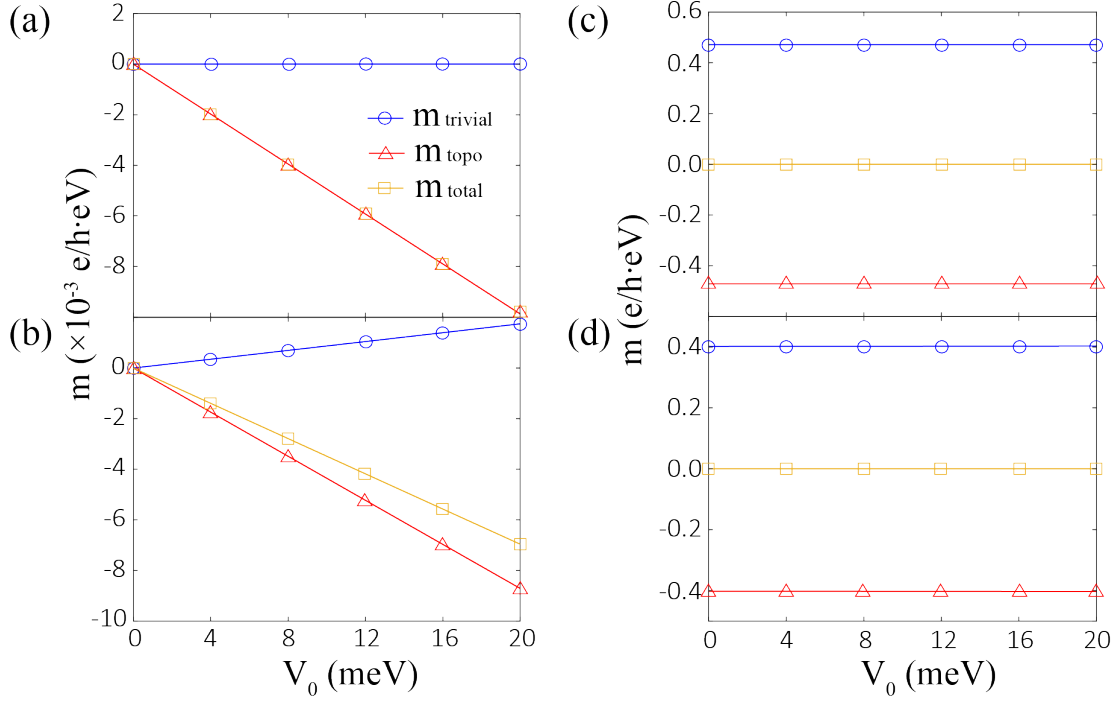 (a)
2
0
-2
-4
-6
-8
m trivial
m topo
m total
(b)
0
-2
-4
-6
-8
-10
0 4 8 12 16 20
V₀ (meV)
m (×10⁻³ e/h·eV)
(c)
0.6
0.4
0.2
0.0
-0.2
-0.4
(d)
0.4
0.2
0.0
-0.2
-0.4
0 4 8 12 16 20
V₀ (meV)
m (e/h·eV)